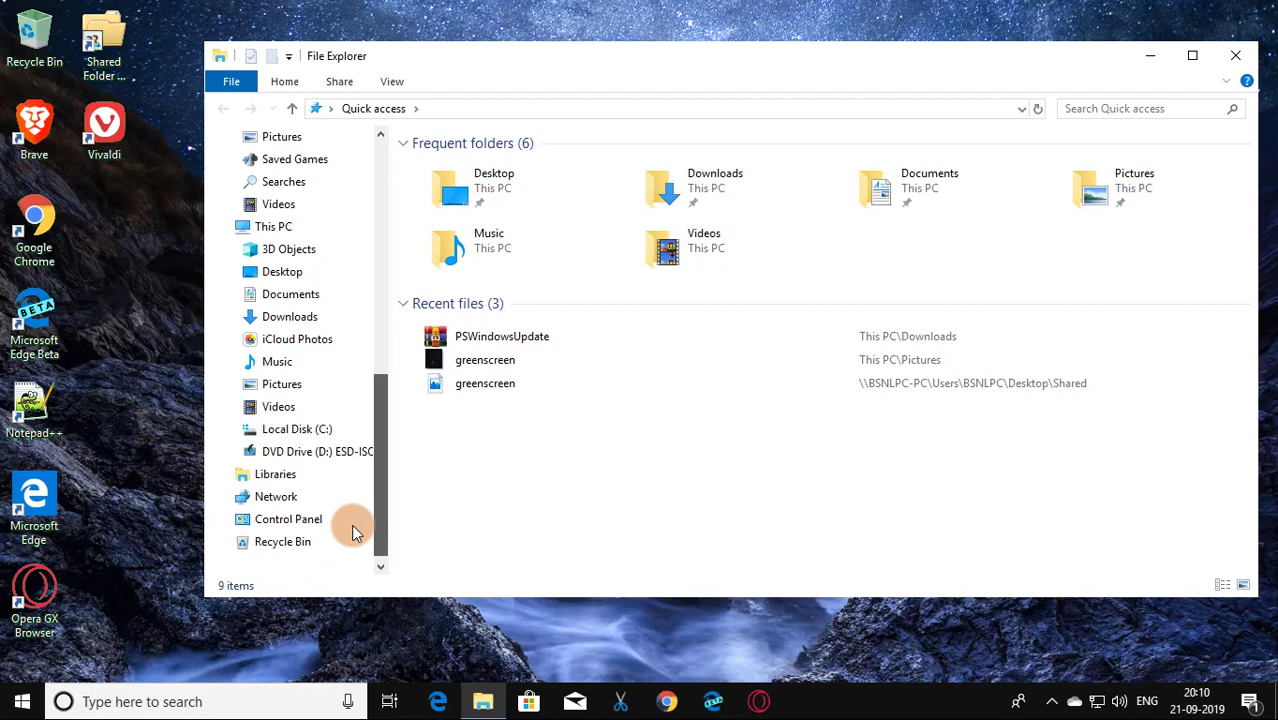 Recycle Bin
Shared
Folder ...
Brave
Vivaldi
Google
Chrome
BETA
Microsoft
Edge Beta
Notepad++
Microsoft
Edge
Opera GX
Browser
File Explorer
File Home Share View
Quick access
Search Quick access
Pictures
Saved Games
Searches
Videos
This PC
3D Objects
Desktop
Documents
Downloads
iCloud Photos
Music
Pictures
Videos
Local Disk (C:)
DVD Drive (D:) ESD-ISO
Libraries
Network
Control Panel
Recycle Bin
Frequent folders (6)
Desktop
This PC
Downloads
This PC
Documents
This PC
Pictures
This PC
Music
This PC
Videos
This PC
Recent files (3)
PSWindowsUpdate This PC\Downloads
greenscreen This PC\Pictures
greenscreen \\BSNLPC-PC\Users\BSNLPC\Desktop\Shared
9 items
Type here to search
ENG
20:10
21-09-2019
1